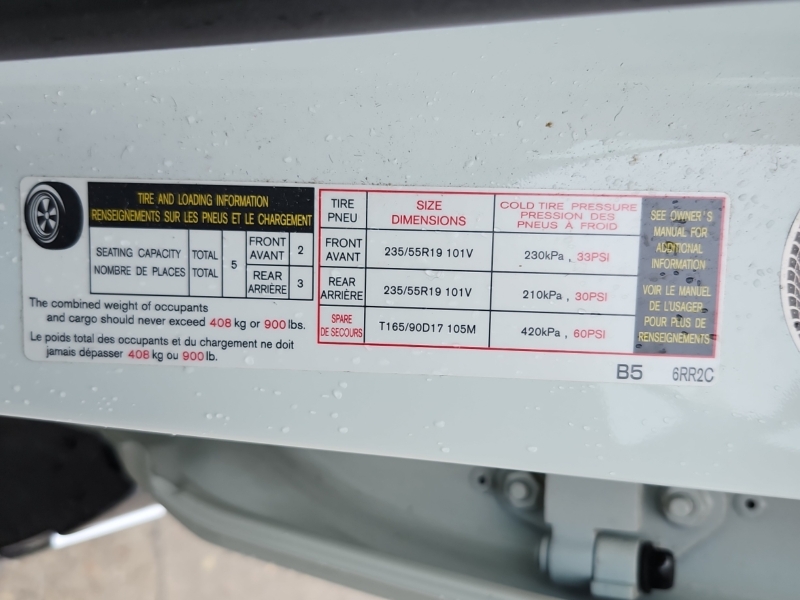 TIRE AND LOADING INFORMATION
RENSEIGNEMENTS SUR LES PNEUS ET LE CHARGEMENT
SEATING CAPACITY TOTAL 5 FRONT AVANT 2
NOMBRE DE PLACES TOTAL REAR ARRIÈRE 3
The combined weight of occupants
and cargo should never exceed 408 kg or 900 lbs.
Le poids total des occupants et du chargement ne doit
jamais dépasser 408 kg ou 900 lb.
TIRE PNEU SIZE DIMENSIONS COLD TIRE PRESSURE PRESSION DES PNEUS À FROID
FRONT AVANT 235/55R19 101V 230kPa , 33PSI
REAR ARRIÈRE 235/55R19 101V 210kPa , 30PSI
SPARE DE SECOURS T165/90D17 105M 420kPa , 60PSI
SEE OWNER'S
MANUAL FOR
ADDITIONAL
INFORMATION
VOIR LE MANUEL
DE L'USAGER
POUR PLUS DE
RENSEIGNEMENTS
B5 6RR2C